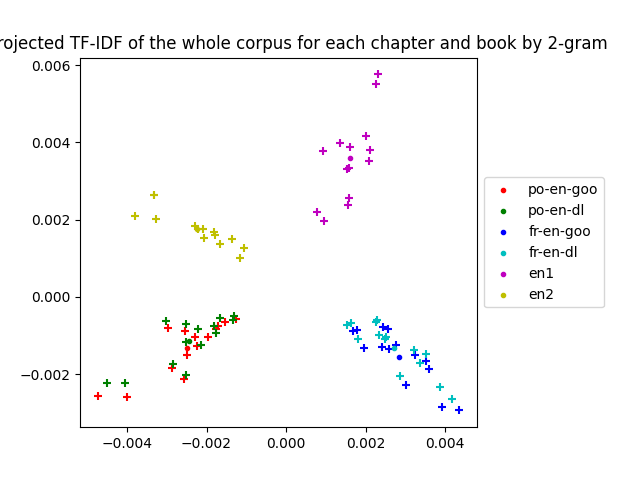 rojected TF-IDF of the whole corpus for each chapter and book by 2-gram
0.006
0.004
0.002
0.000
−0.002
−0.004
−0.002
0.000
0.002
0.004
po-en-goo
po-en-dl
fr-en-goo
fr-en-dl
en1
en2